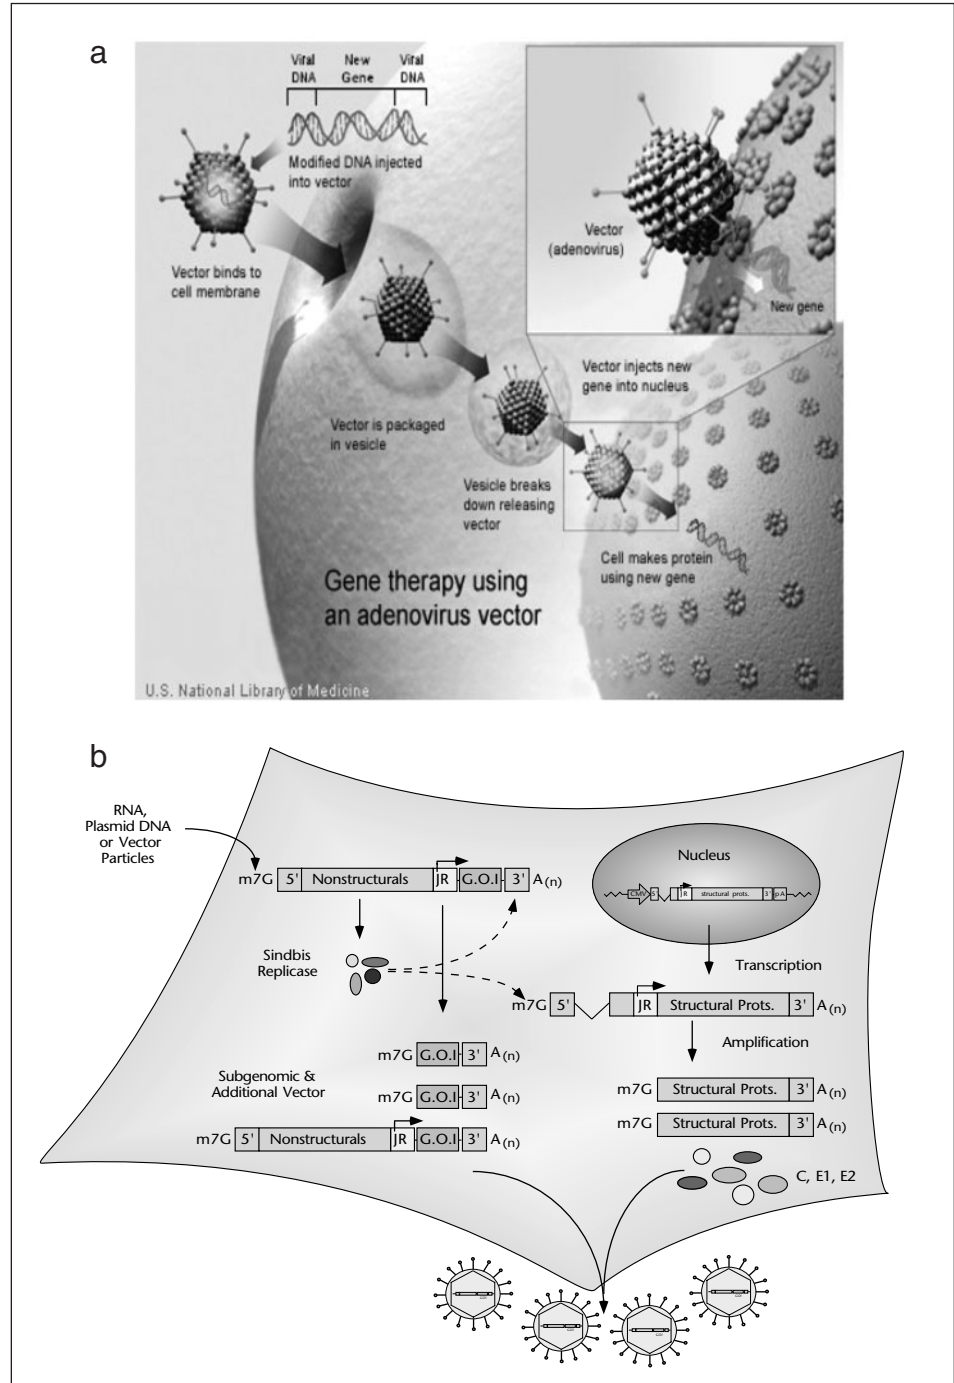 a
Viral
DNA
New
Gene
Viral
DNA
Modified DNA injected
into vector
Vector binds to
cell membrane
Vector
(adenovirus)
New gene
Vector injects new
gene into nucleus
Vector is packaged
in vesicle
Vesicle breaks
down releasing
vector
Cell makes protein
using new gene
Gene therapy using
an adenovirus vector
U.S. National Library of Medicine
b
RNA,
Plasmid DNA
or Vector
Particles
m7G 5' Nonstructurals JR G.O.I 3' A(n)
Nucleus
CMV 5' JR structural prots. 3' pA
Sindbis
Replicase
Transcription
m7G 5' JR Structural Prots. 3' A(n)
Amplification
m7G G.O.I 3' A(n)
Subgenomic &
Additional Vector
m7G G.O.I 3' A(n)
m7G 5' Nonstructurals JR G.O.I 3' A(n)
m7G Structural Prots. 3' A(n)
m7G Structural Prots. 3' A(n)
C, E1, E2